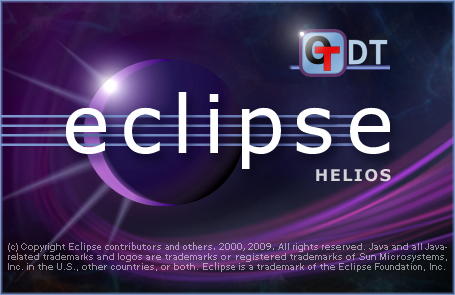 OTDT
eclipse
HELIOS
(c) Copyright Eclipse contributors and others. 2000, 2009. All rights reserved. Java and all Java-
related trademarks and logos are trademarks or registered trademarks of Sun Microsystems,
Inc. in the U.S., other countries, or both. Eclipse is a trademark of the Eclipse Foundation, Inc.